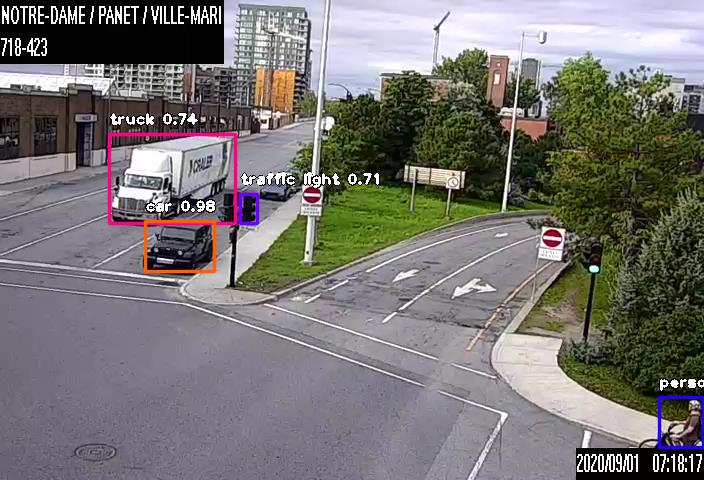 NOTRE-DAME / PANET / VILLE-MARI
718-423
truck 0.74
traffic light 0.71
car 0.98
perso
2020/09/01 07:18:17